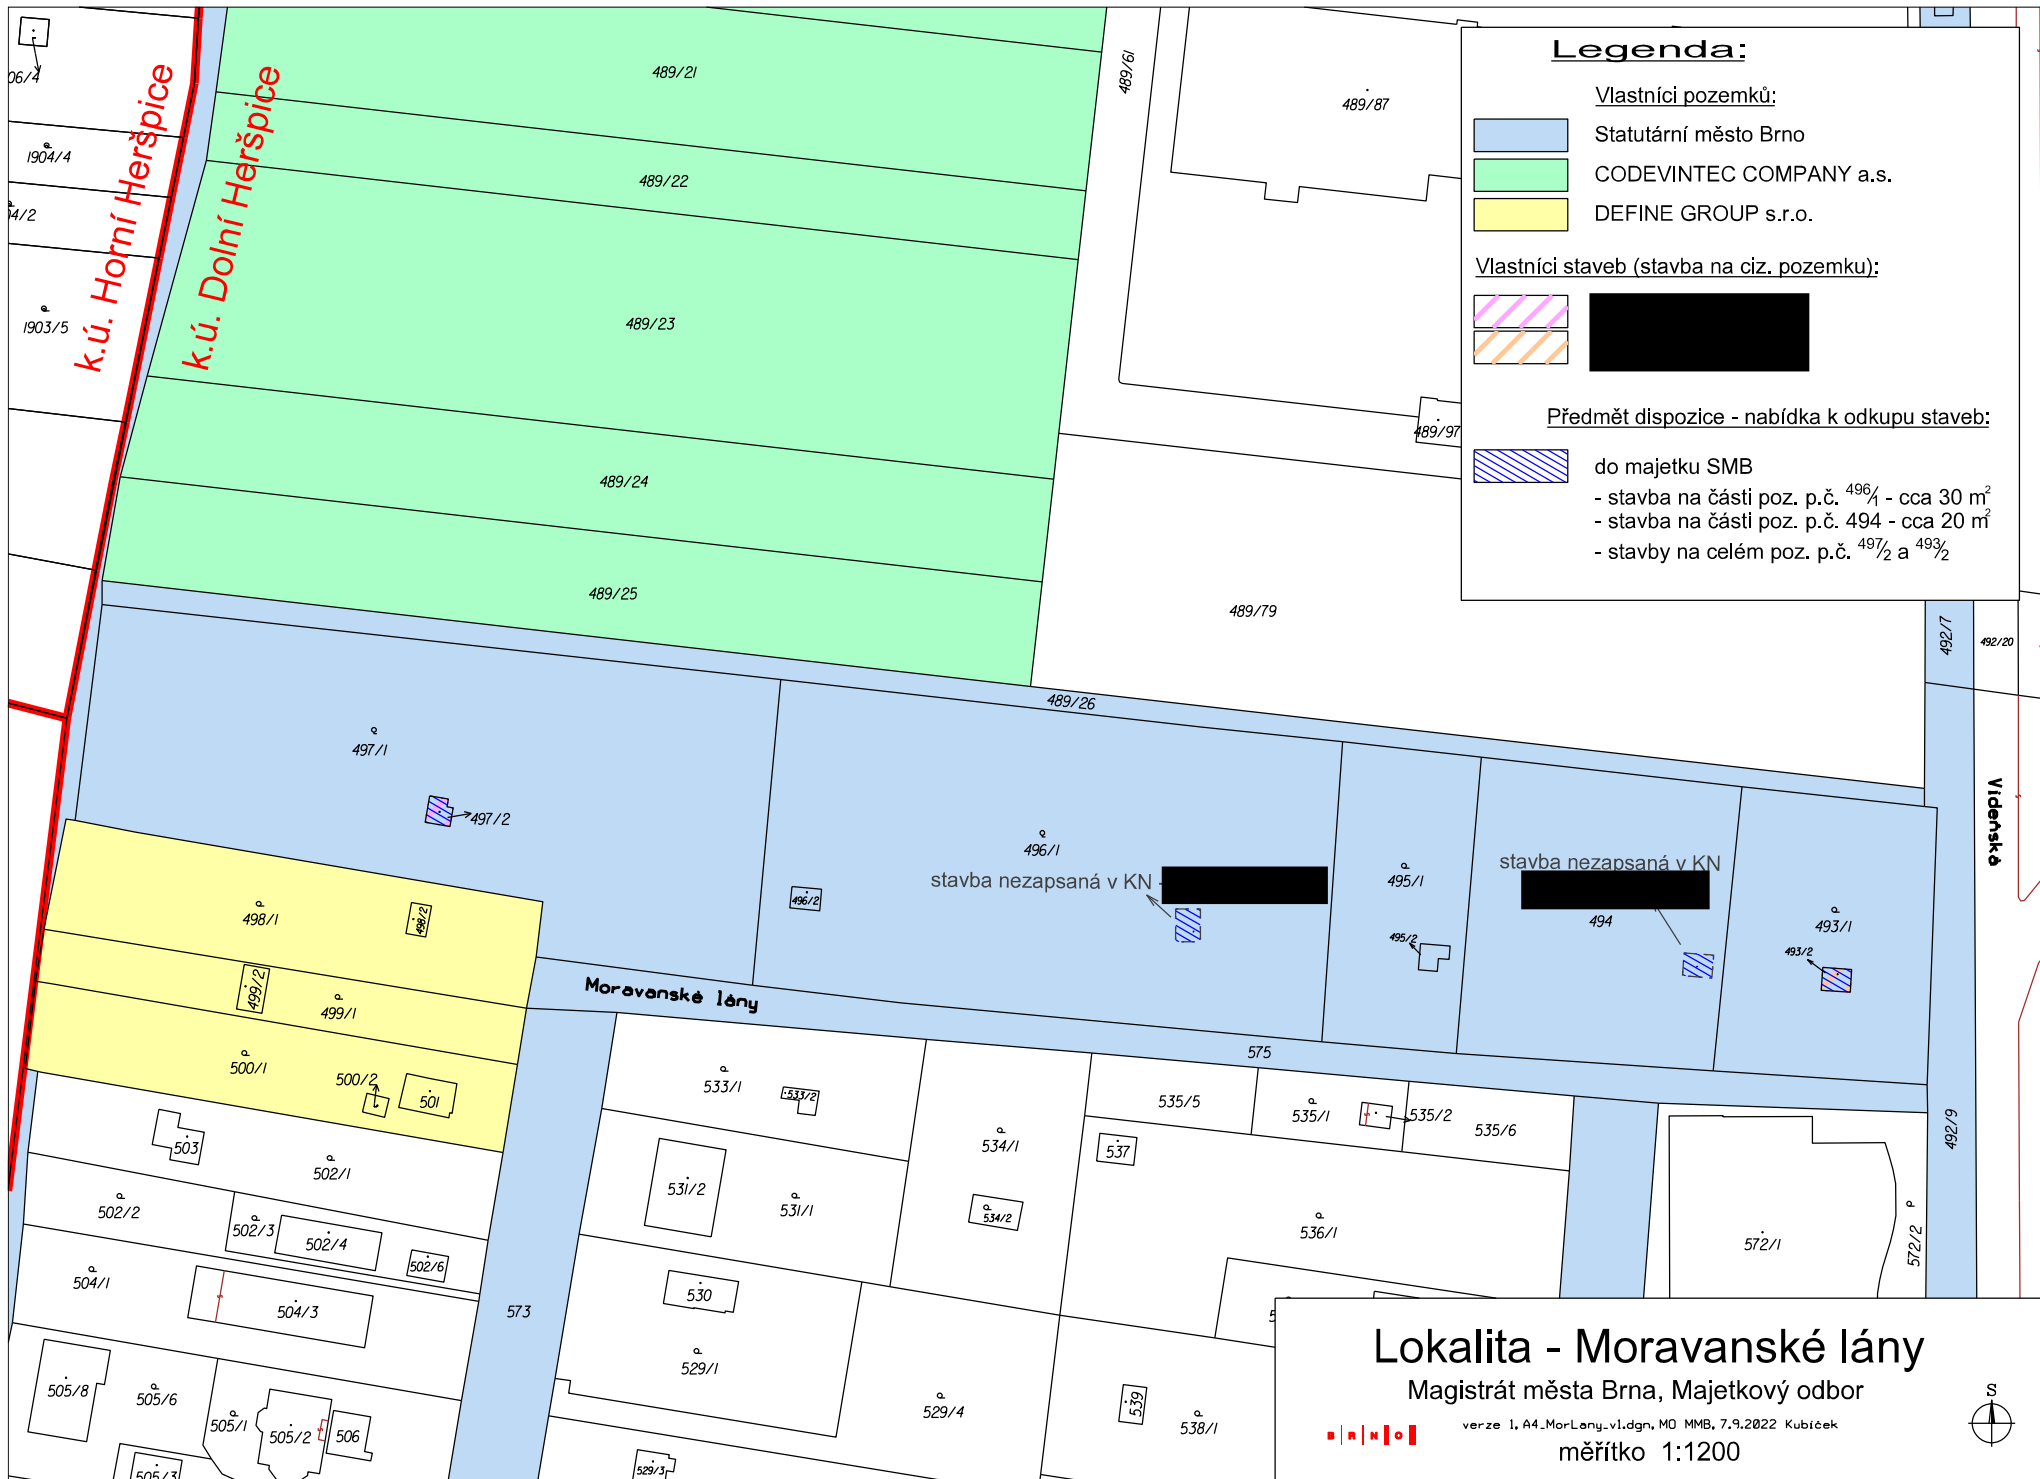 Legenda:
Vlastníci pozemků:
Statutární město Brno
CODEVINTEC COMPANY a.s.
DEFINE GROUP s.r.o.
Vlastníci staveb (stavba na ciz. pozemku):
Předmět dispozice - nabídka k odkupu staveb:
do majetku SMB
- stavba na části poz. p.č. 496/1 - cca 30 m²
- stavba na části poz. p.č. 494 - cca 20 m²
- stavby na celém poz. p.č. 497/2 a 493/2
k.ú. Horní Heršpice
k.ú. Dolní Heršpice
06/4
1904/4
1903/5
489/21
489/22
489/23
489/24
489/25
489/61
489/87
489/97
489/79
489/26
492/7
492/20
Vídeňská
497/1
497/2
496/1
stavba nezapsaná v KN -
496/2
495/1
495/2
stavba nezapsaná v KN
494
493/1
493/2
498/1
498/2
499/2
499/1
500/1
500/2
501
Moravanské lány
575
492/9
503
502/1
502/2
502/3
502/4
502/6
504/1
504/3
505/8
505/6
505/1
505/2
506
505/3
573
533/1
533/2
531/2
531/1
530
529/1
529/3
529/4
534/1
534/2
535/5
535/1
535/2
535/6
537
536/1
539
538/1
572/1
572/2
Lokalita - Moravanské lány
Magistrát města Brna, Majetkový odbor
verze 1, A4_MorLany_v1.dgn, MO MMB, 7.9.2022 Kubíček
měřítko 1:1200
BRNO
S